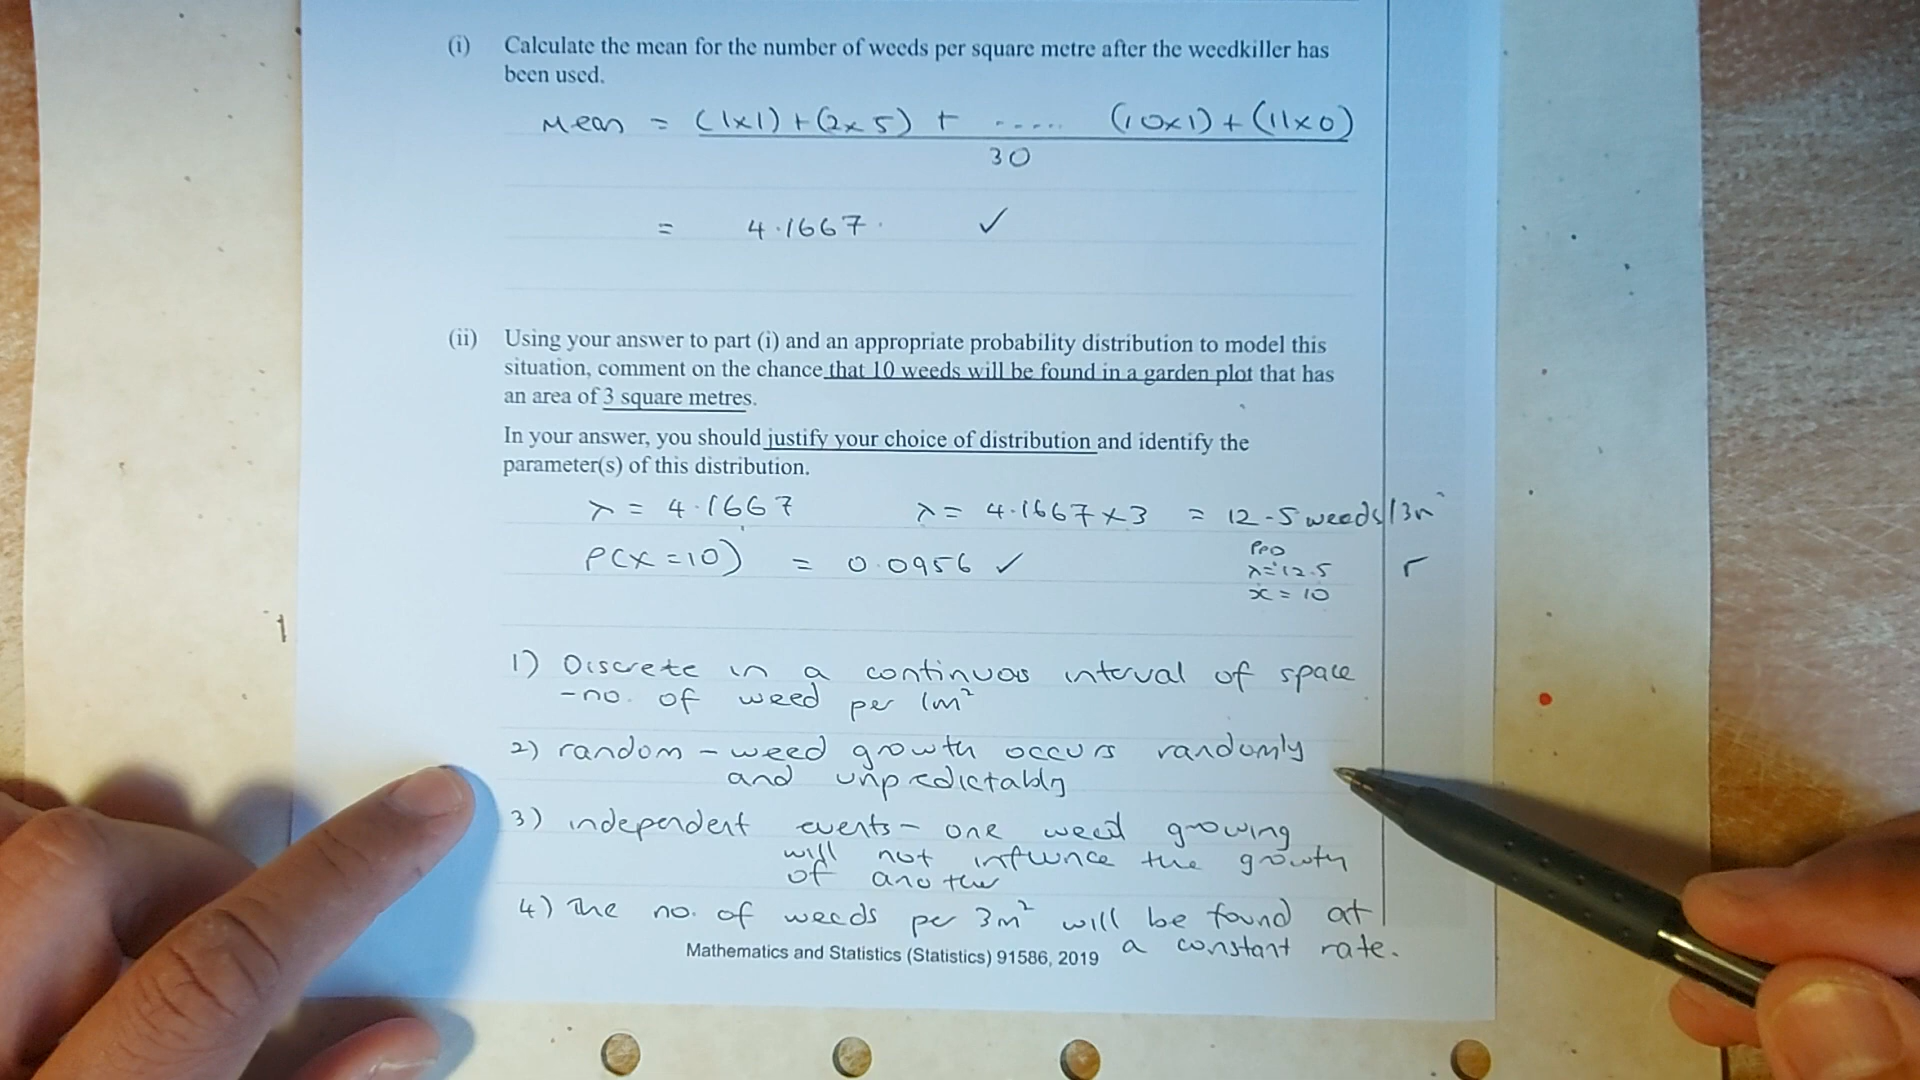 (i) Calculate the mean for the number of weeds per square metre after the weedkiller has
been used.
Mean = (1x1) + (2x5) + ..... (10x1) + (11x0)
30
= 4.1667. ✓
(ii) Using your answer to part (i) and an appropriate probability distribution to model this
situation, comment on the chance that 10 weeds will be found in a garden plot that has
an area of 3 square metres.
In your answer, you should justify your choice of distribution and identify the
parameter(s) of this distribution.
λ = 4.1667 λ = 4.1667 x 3 = 12.5 weeds/3m²
P(X = 10) = 0.0956 ✓
PPD
λ = 12.5
x = 10
r
1) Discrete in a continuos interval of space
- no. of weed per 1m²
2) random - weed growth occurs randomly
and unpredictably
3) independent events - one weed growing
will not influence the growth
of another
4) The no. of weeds per 3m² will be found at
a constant rate.
Mathematics and Statistics (Statistics) 91586, 2019